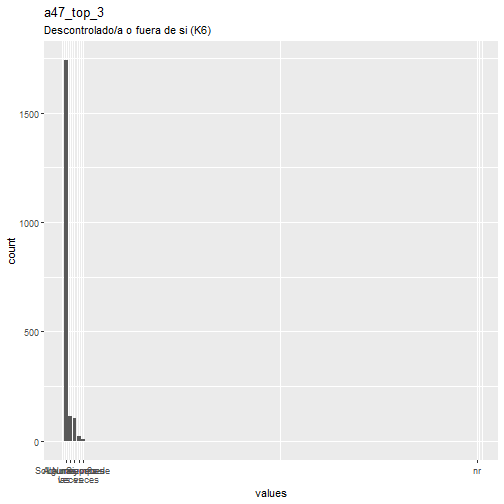 a47_top_3
Descontrolado/a o fuera de si (K6)
1500
1000
500
0
count
nr
values